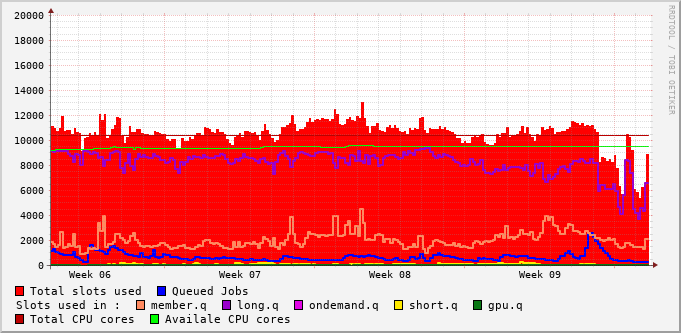 20000
18000
16000
14000
12000
10000
8000
6000
4000
2000
0
Week 06 Week 07 Week 08 Week 09
RRDTOOL / TOBI OETIKER
Total slots used Queued Jobs
Slots used in : member.q long.q ondemand.q short.q gpu.q
Total CPU cores Availale CPU cores